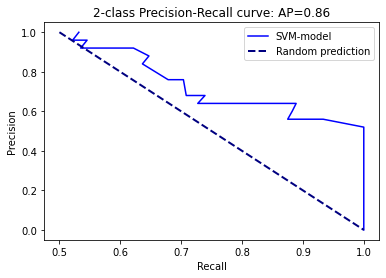 2-class Precision-Recall curve: AP=0.86
SVM-model
Random prediction
Precision
1.0
0.8
0.6
0.4
0.2
0.0
0.5 0.6 0.7 0.8 0.9 1.0
Recall